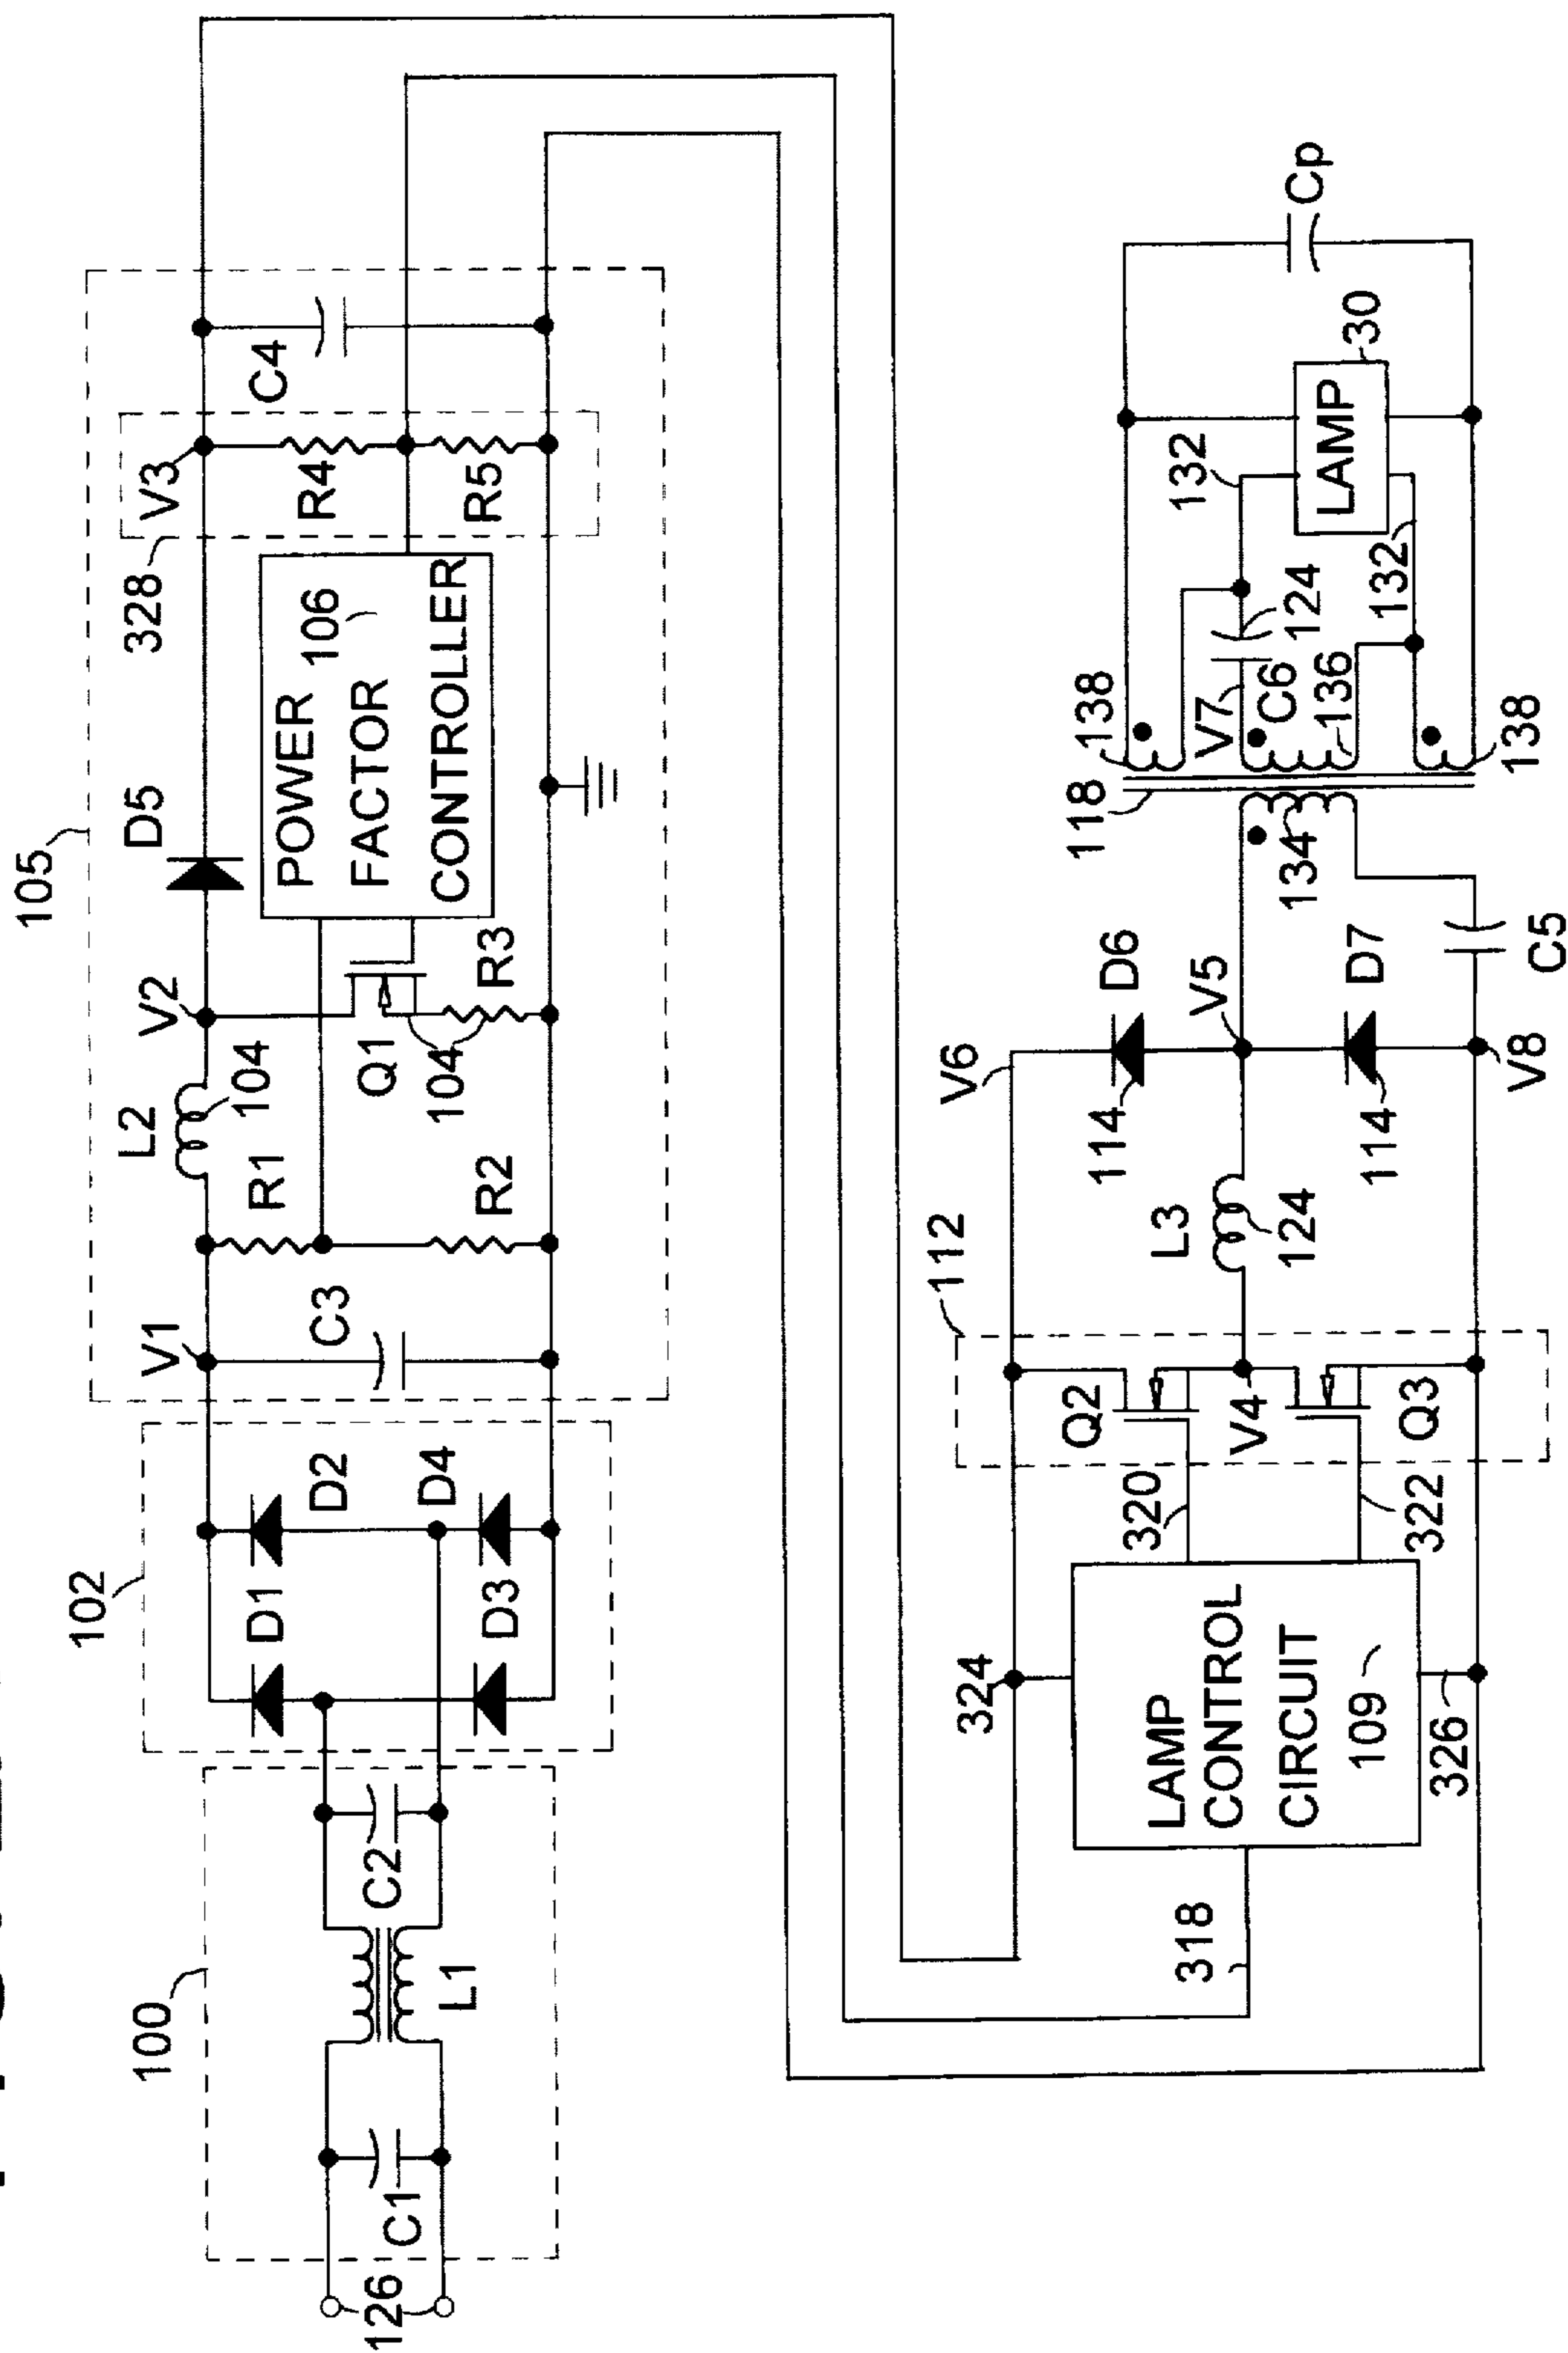 105
D5
V2
L2
104
R1
V1
C3
R2
Q1
104
R3
POWER
FACTOR
CONTROLLER
106
328
V3
R4
R5
C4
102
D1
D2
D3
D4
100
C1
L1
C2
126
318
324
LAMP
CONTROL
CIRCUIT
109
326
320
322
112
Q2
V4
Q3
L3
124
V6
V5
D6
114
D7
114
V8
C5
118
134
138
V7
C6
124
136
138
132
132
LAMP
30
Cp